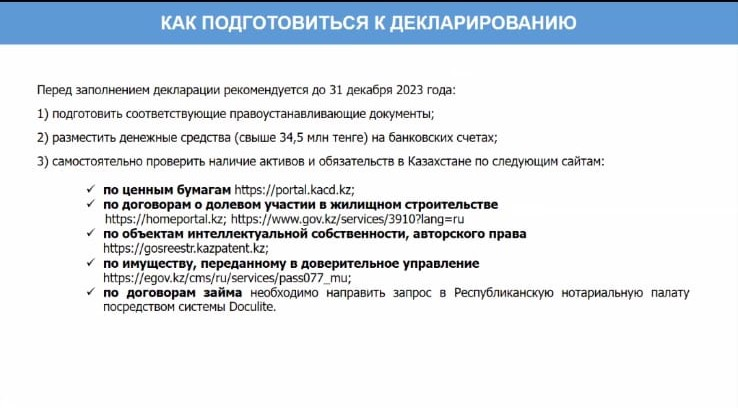 КАК ПОДГОТОВИТЬСЯ К ДЕКЛАРИРОВАНИЮ
Перед заполнением декларации рекомендуется до 31 декабря 2023 года:
1) подготовить соответствующие правоустанавливающие документы;
2) разместить денежные средства (свыше 34,5 млн тенге) на банковских счетах;
3) самостоятельно проверить наличие активов и обязательств в Казахстане по следующим сайтам:
✓ по ценным бумагам https://portal.kacd.kz;
✓ по договорам о долевом участии в жилищном строительстве
https://homeportal.kz; https://www.gov.kz/services/3910?lang=ru
✓ по объектам интеллектуальной собственности, авторского права
https://gosreestr.kazpatent.kz;
✓ по имуществу, переданному в доверительное управление
https://egov.kz/cms/ru/services/pass077_mu;
✓ по договорам займа необходимо направить запрос в Республиканскую нотариальную палату
посредством системы Doculite.